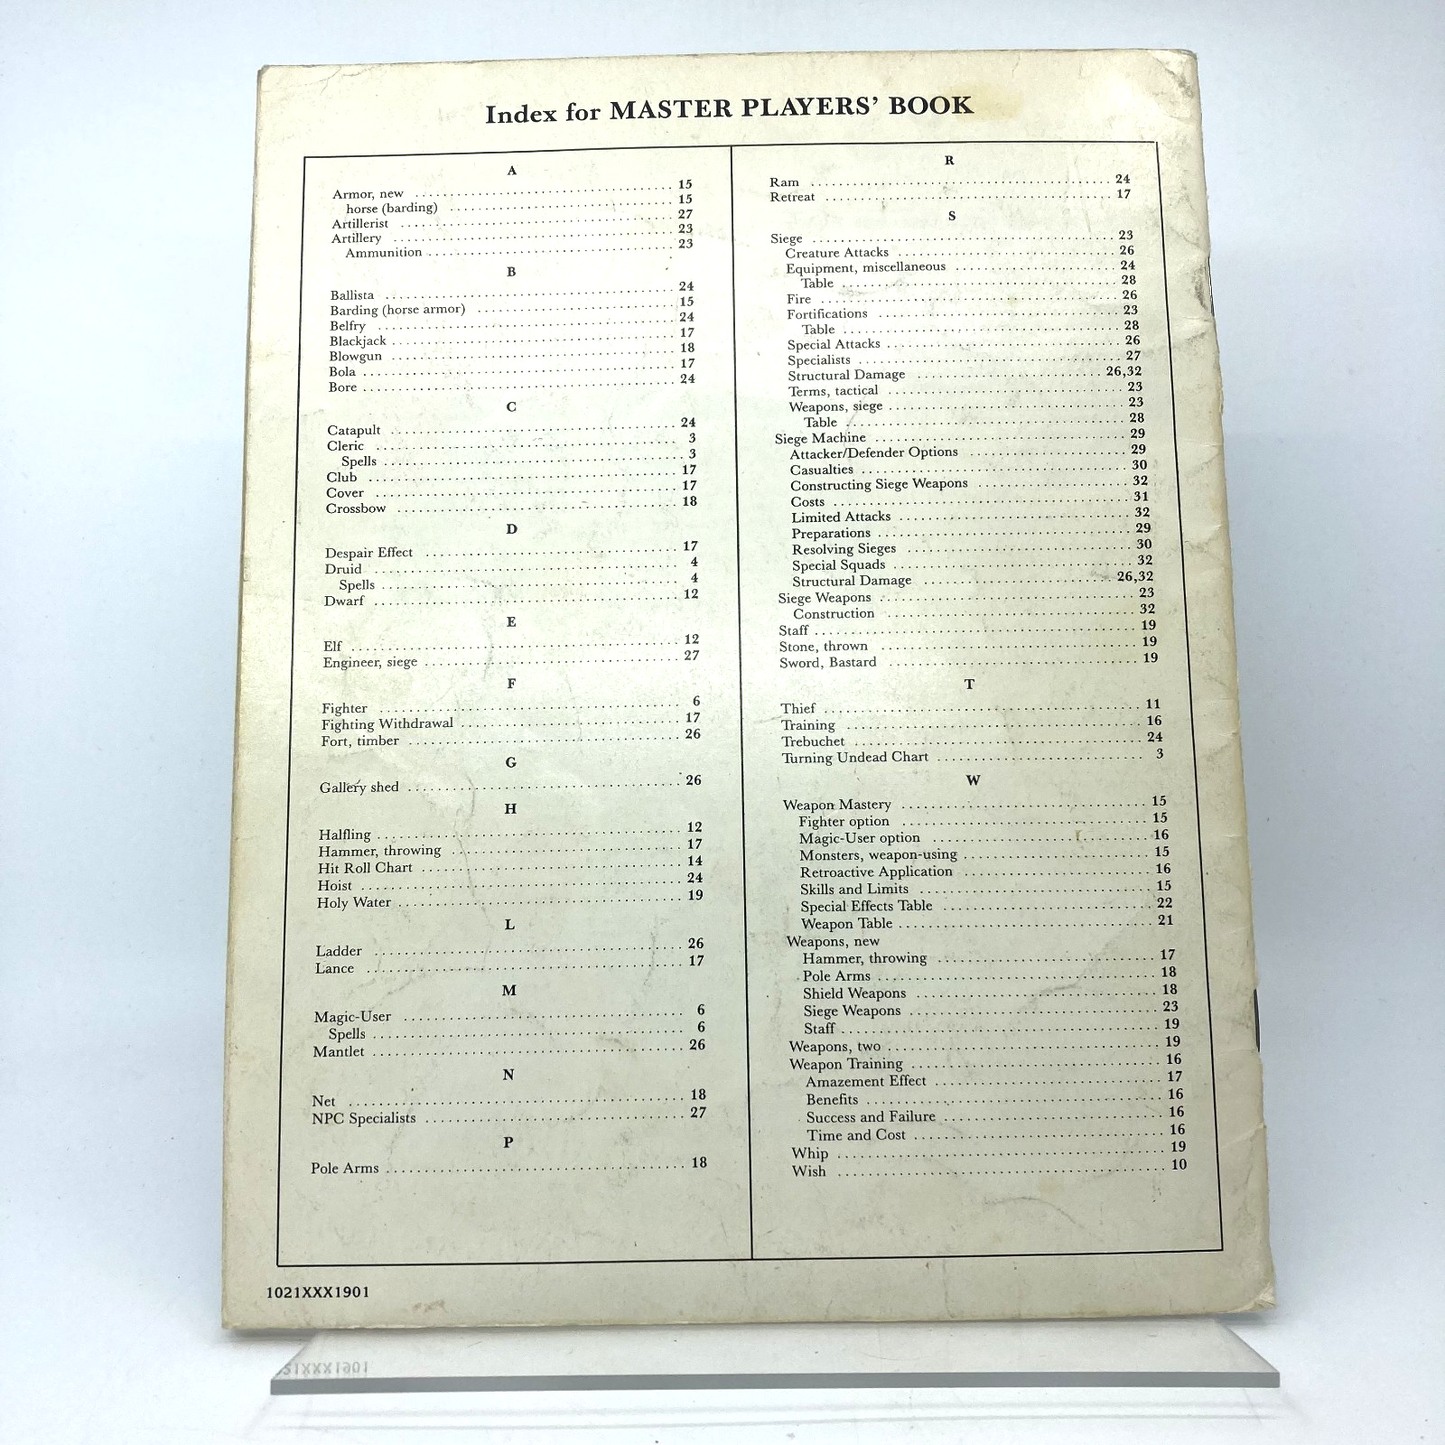 Index for MASTER PLAYERS’ BOOK
A
Armor, new 15
horse (barding) 15
Artillerist 27
Artillery 23
Ammunition 23
B
Ballista 24
Barding (horse armor) 15
Belfry 24
Blackjack 17
Blowgun 18
Bola 17
Bore 24
C
Catapult 24
Cleric 3
Spells 3
Club 17
Cover 17
Crossbow 18
D
Despair Effect 17
Druid 4
Spells 4
Dwarf 12
E
Elf 12
Engineer, siege 27
F
Fighter 6
Fighting Withdrawal 17
Fort, timber 26
G
Gallery shed 26
H
Halfling 12
Hammer, throwing 17
Hit Roll Chart 14
Hoist 24
Holy Water 19
L
Ladder 26
Lance 17
M
Magic-User 6
Spells 6
Mantlet 26
N
Net 18
NPC Specialists 27
P
Pole Arms 18
R
Ram 24
Retreat 17
S
Siege 23
Creature Attacks 26
Equipment, miscellaneous 24
Table 28
Fire 26
Fortifications 23
Table 28
Special Attacks 26
Specialists 27
Structural Damage 26,32
Terms, tactical 23
Weapons, siege 23
Table 28
Siege Machine 29
Attacker/Defender Options 29
Casualties 30
Constructing Siege Weapons 32
Costs 31
Limited Attacks 32
Preparations 29
Resolving Sieges 30
Special Squads 32
Structural Damage 26,32
Siege Weapons 23
Construction 32
Staff 19
Stone, thrown 19
Sword, Bastard 19
T
Thief 11
Training 16
Trebuchet 24
Turning Undead Chart 3
W
Weapon Mastery 15
Fighter option 15
Magic-User option 16
Monsters, weapon-using 15
Retroactive Application 16
Skills and Limits 15
Special Effects Table 22
Weapon Table 21
Weapons, new
Hammer, throwing 17
Pole Arms 18
Shield Weapons 18
Siege Weapons 23
Staff 19
Weapons, two 19
Weapon Training 16
Amazement Effect 17
Benefits 16
Success and Failure 16
Time and Cost 16
Whip 19
Wish 10
1021XXX1901